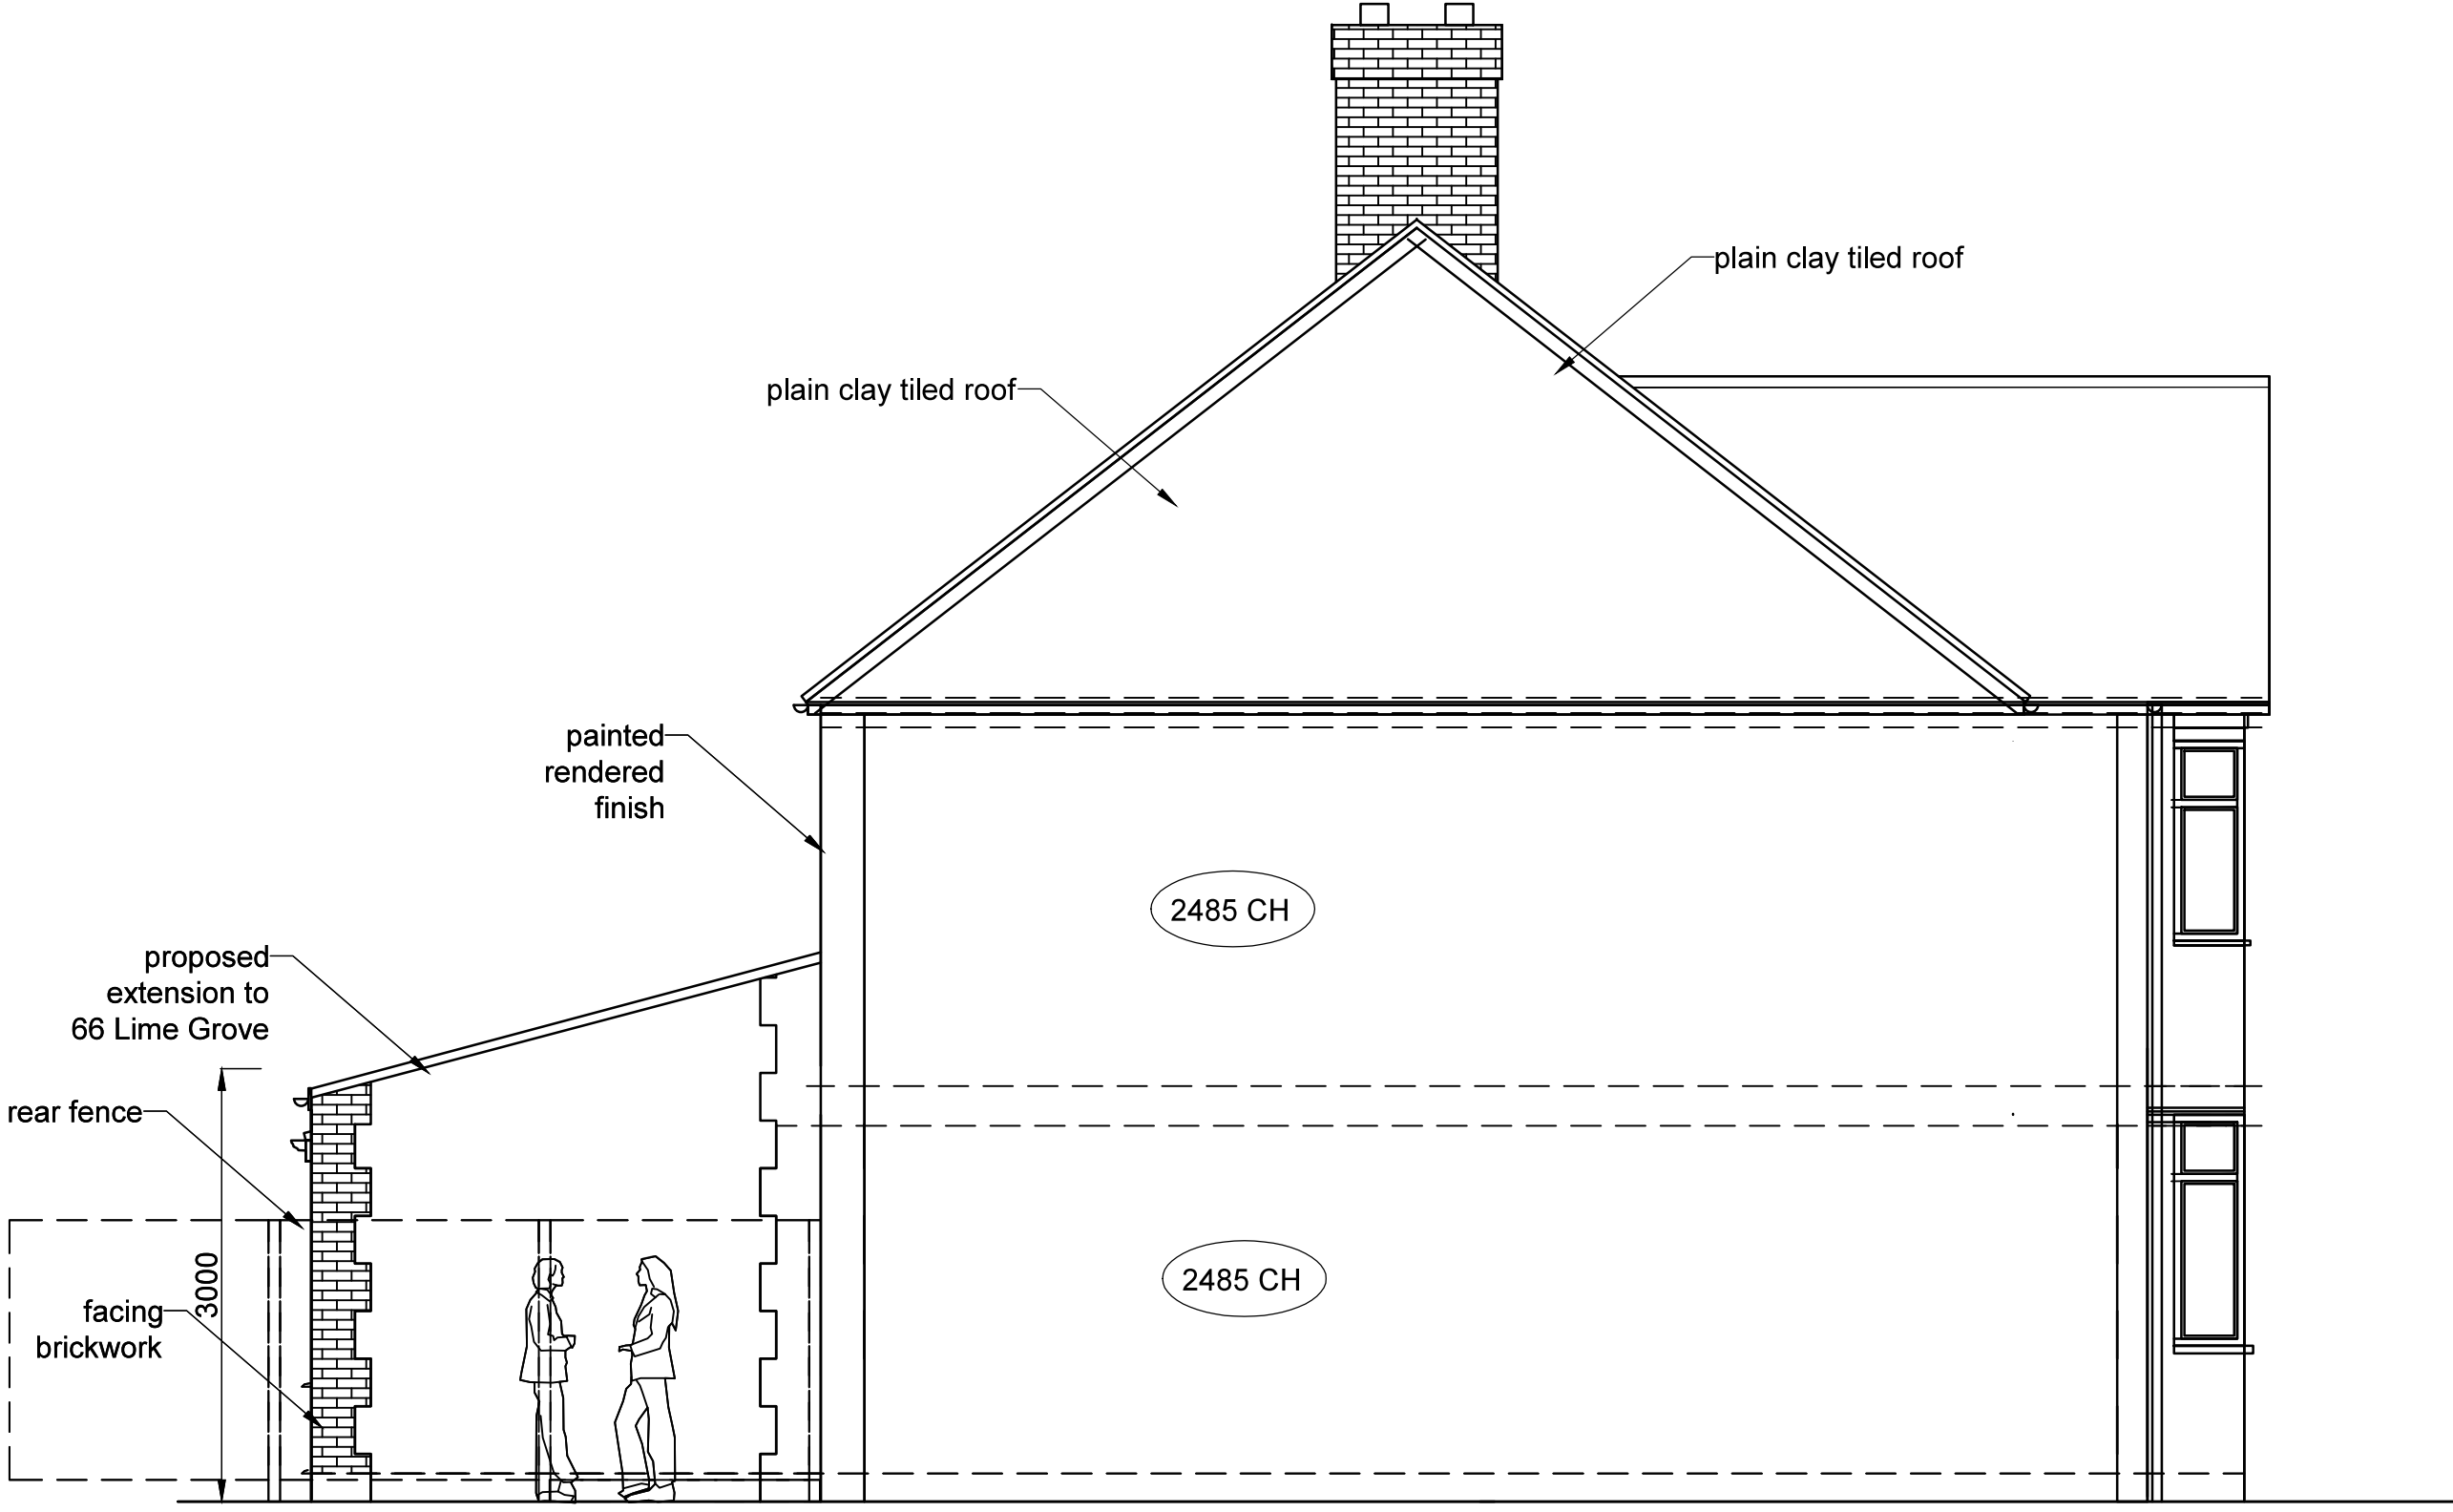 plain clay tiled roof
plain clay tiled roof
painted
rendered
finish
2485 CH
proposed
extension to
66 Lime Grove
rear fence
3000
2485 CH
facing
brickwork